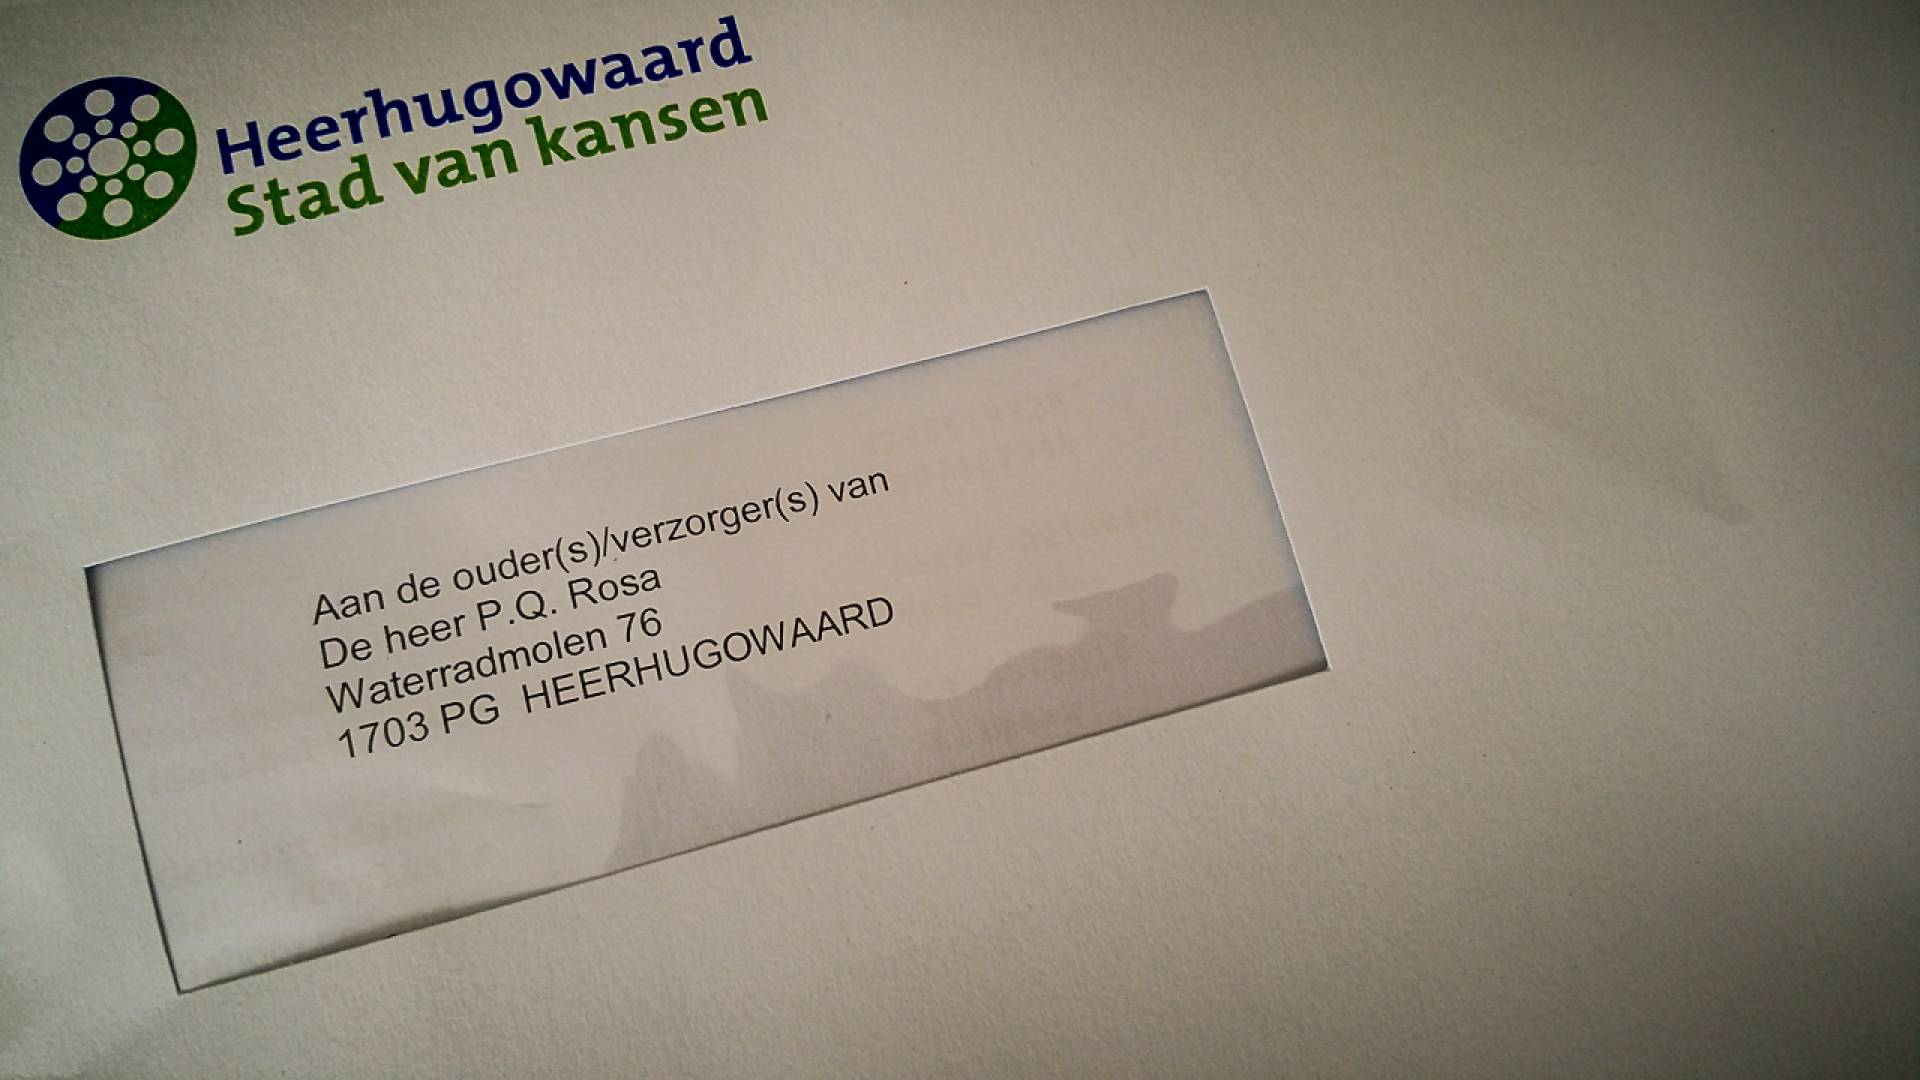 Heerhugowaard
Stad van kansen
Aan de ouder(s)/verzorger(s) van
De heer P.Q. Rosa
Waterradmolen 76
1703 PG  HEERHUGOWAARD